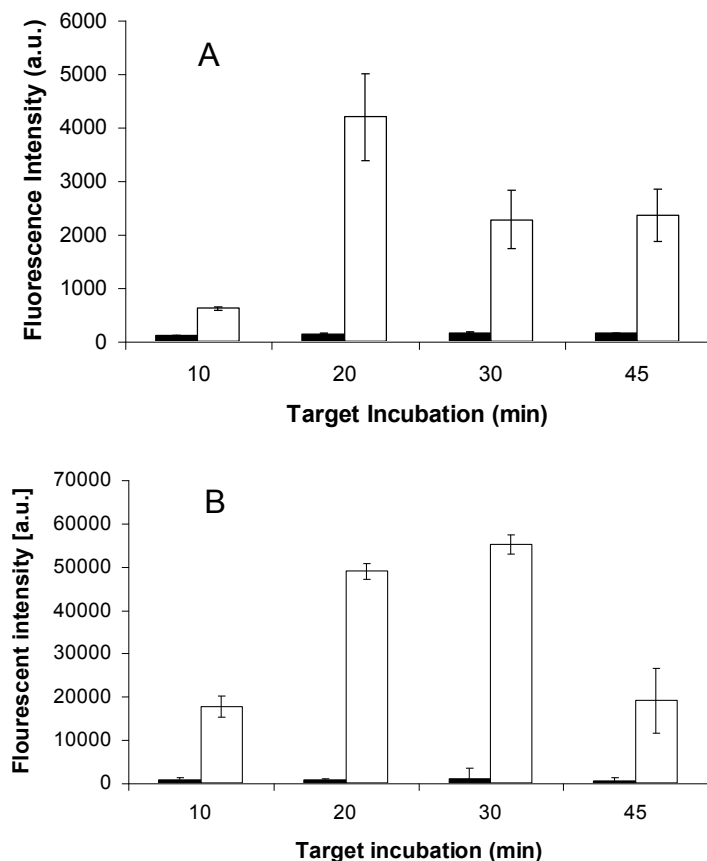 A
Fluorescence Intensity (a.u.)
6000
5000
4000
3000
2000
1000
0
10 20 30 45
Target Incubation (min)
B
Flourescent intensity [a.u.]
70000
60000
50000
40000
30000
20000
10000
0
10 20 30 45
Target incubation (min)